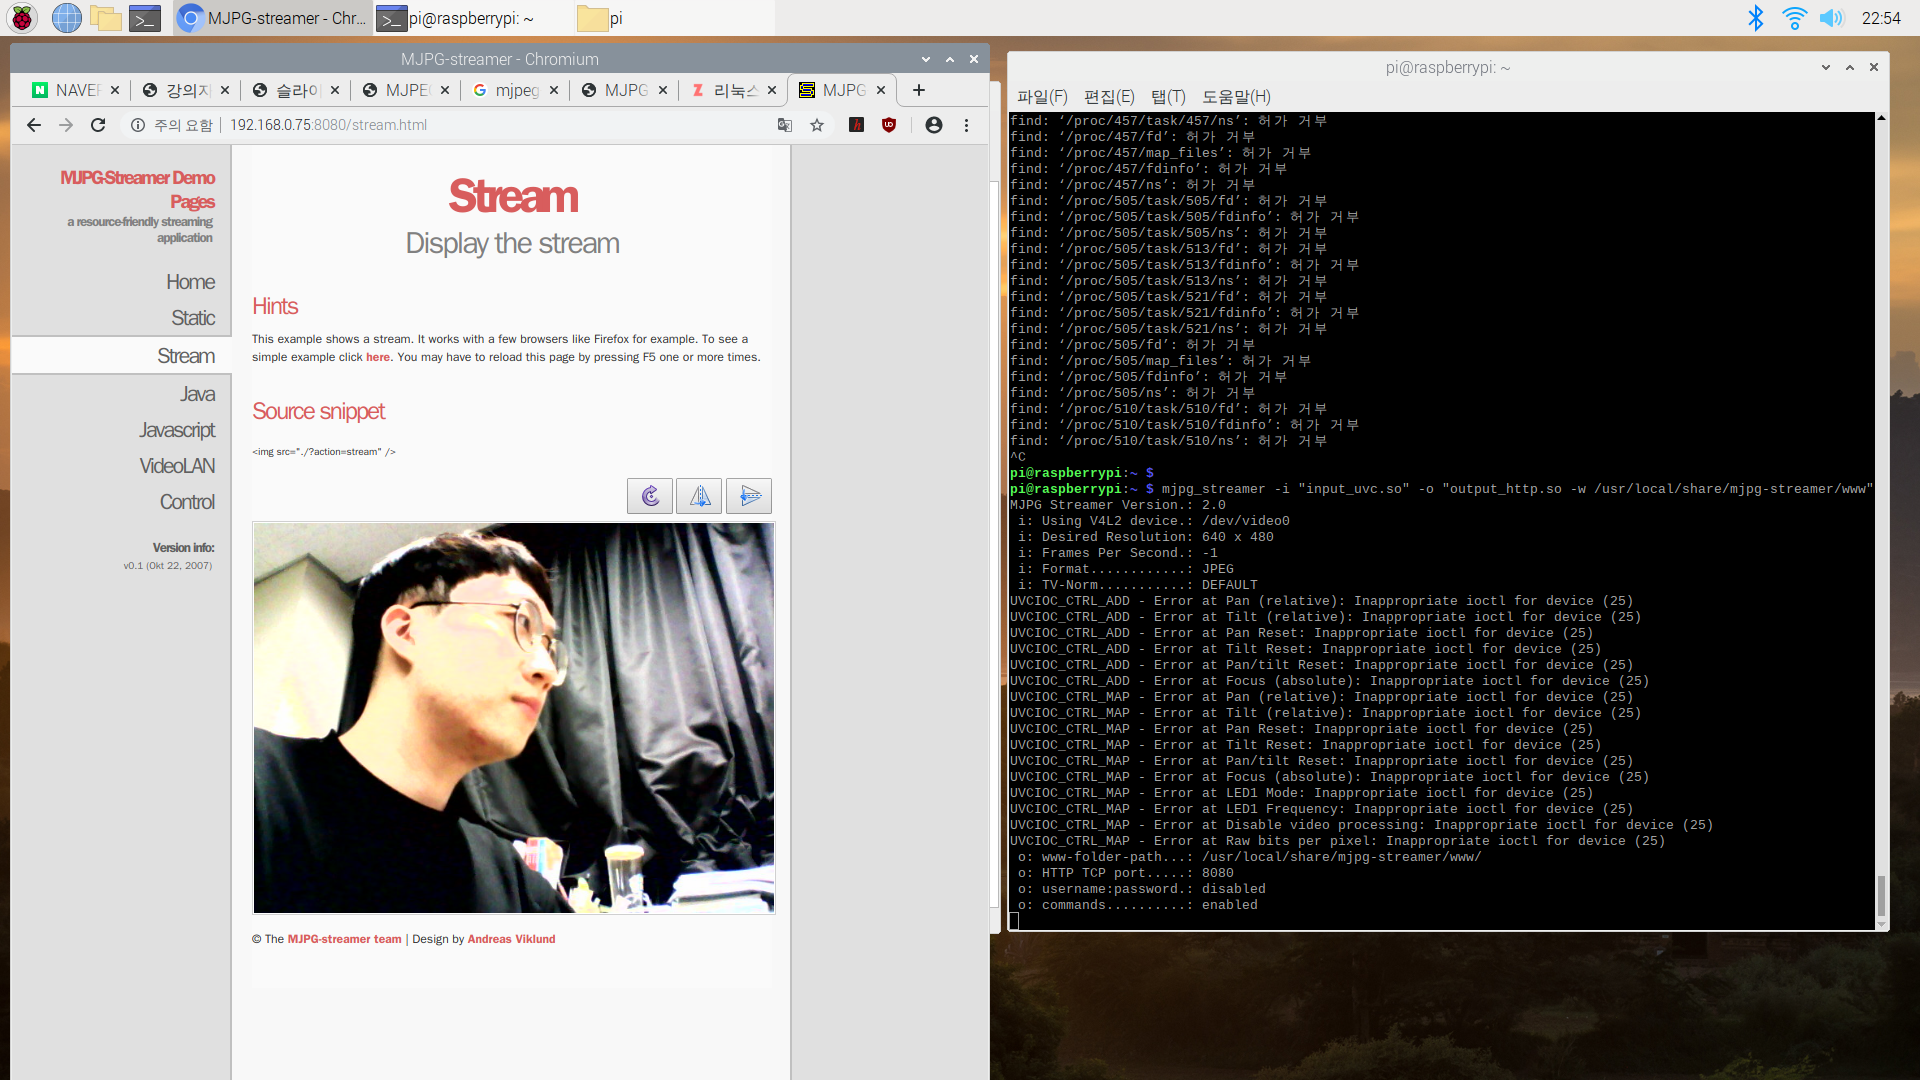 MJPG-streamer - Chr...
pi@raspberrypi: ~
pi
22:54
MJPG-streamer - Chromium
NAVER
강의자
슬라이
MJPE
mjpeg
MJPG
리눅스
MJPG
주의 요함
192.168.0.75:8080/stream.html
MJPG-Streamer Demo
Pages
a resource-friendly streaming
application
Home
Static
Stream
Java
Javascript
VideoLAN
Control
Version info:
v0.1 (Okt 22, 2007)
Stream
Display the stream
Hints
This example shows a stream. It works with a few browsers like Firefox for example. To see a
simple example click here. You may have to reload this page by pressing F5 one or more times.
Source snippet
<img src="./?action=stream" />
© The MJPG-streamer team | Design by Andreas Viklund
pi@raspberrypi: ~
파일(F) 편집(E) 탭(T) 도움말(H)
find: ‘/proc/457/task/457/ns’: 허가 거부
find: ‘/proc/457/fd’: 허가 거부
find: ‘/proc/457/map_files’: 허가 거부
find: ‘/proc/457/fdinfo’: 허가 거부
find: ‘/proc/457/ns’: 허가 거부
find: ‘/proc/505/task/505/fd’: 허가 거부
find: ‘/proc/505/task/505/fdinfo’: 허가 거부
find: ‘/proc/505/task/505/ns’: 허가 거부
find: ‘/proc/505/task/513/fd’: 허가 거부
find: ‘/proc/505/task/513/fdinfo’: 허가 거부
find: ‘/proc/505/task/513/ns’: 허가 거부
find: ‘/proc/505/task/521/fd’: 허가 거부
find: ‘/proc/505/task/521/fdinfo’: 허가 거부
find: ‘/proc/505/task/521/ns’: 허가 거부
find: ‘/proc/505/fd’: 허가 거부
find: ‘/proc/505/map_files’: 허가 거부
find: ‘/proc/505/fdinfo’: 허가 거부
find: ‘/proc/505/ns’: 허가 거부
find: ‘/proc/510/task/510/fd’: 허가 거부
find: ‘/proc/510/task/510/fdinfo’: 허가 거부
find: ‘/proc/510/task/510/ns’: 허가 거부
^C
pi@raspberrypi:~ $
pi@raspberrypi:~ $ mjpg_streamer -i "input_uvc.so" -o "output_http.so -w /usr/local/share/mjpg-streamer/www"
MJPG Streamer Version.: 2.0
i: Using V4L2 device.: /dev/video0
i: Desired Resolution: 640 x 480
i: Frames Per Second.: -1
i: Format............: JPEG
i: TV-Norm...........: DEFAULT
UVCIOC_CTRL_ADD - Error at Pan (relative): Inappropriate ioctl for device (25)
UVCIOC_CTRL_ADD - Error at Tilt (relative): Inappropriate ioctl for device (25)
UVCIOC_CTRL_ADD - Error at Pan Reset: Inappropriate ioctl for device (25)
UVCIOC_CTRL_ADD - Error at Tilt Reset: Inappropriate ioctl for device (25)
UVCIOC_CTRL_ADD - Error at Pan/tilt Reset: Inappropriate ioctl for device (25)
UVCIOC_CTRL_ADD - Error at Focus (absolute): Inappropriate ioctl for device (25)
UVCIOC_CTRL_MAP - Error at Pan (relative): Inappropriate ioctl for device (25)
UVCIOC_CTRL_MAP - Error at Tilt (relative): Inappropriate ioctl for device (25)
UVCIOC_CTRL_MAP - Error at Pan Reset: Inappropriate ioctl for device (25)
UVCIOC_CTRL_MAP - Error at Tilt Reset: Inappropriate ioctl for device (25)
UVCIOC_CTRL_MAP - Error at Pan/tilt Reset: Inappropriate ioctl for device (25)
UVCIOC_CTRL_MAP - Error at Focus (absolute): Inappropriate ioctl for device (25)
UVCIOC_CTRL_MAP - Error at LED1 Mode: Inappropriate ioctl for device (25)
UVCIOC_CTRL_MAP - Error at LED1 Frequency: Inappropriate ioctl for device (25)
UVCIOC_CTRL_MAP - Error at Disable video processing: Inappropriate ioctl for device (25)
UVCIOC_CTRL_MAP - Error at Raw bits per pixel: Inappropriate ioctl for device (25)
o: www-folder-path...: /usr/local/share/mjpg-streamer/www/
o: HTTP TCP port.....: 8080
o: username:password.: disabled
o: commands..........: enabled